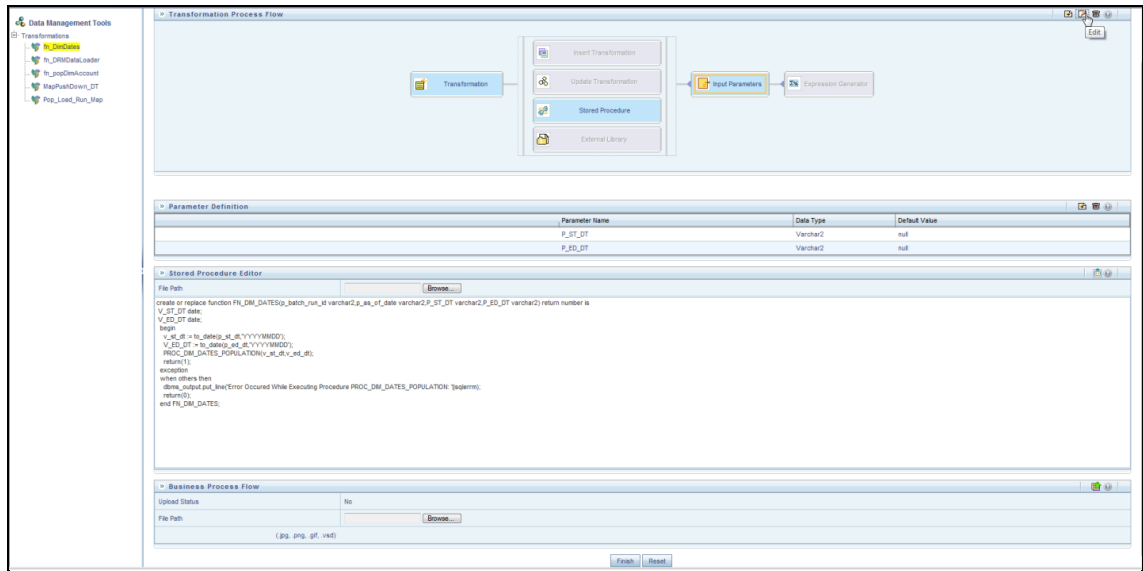 Data Management Tools
Transformations
fn_DimDates
fn_DRMDataLoader
fn_popDimAccount
MapPushDown_DT
Pop_Load_Run_Map
» Transformation Process Flow
Edit
Transformation
Insert Transformation
Update Transformation
Stored Procedure
External Library
Input Parameters
Expression Generator
» Parameter Definition
Parameter Name Data Type Default Value
P_ST_DT Varchar2 null
P_ED_DT Varchar2 null
» Stored Procedure Editor
File Path Browse...
create or replace function FN_DIM_DATES(p_batch_run_id varchar2,p_as_of_date varchar2,P_ST_DT varchar2,P_ED_DT varchar2) return number is
V_ST_DT date;
V_ED_DT date;
begin
v_st_dt := to_date(p_st_dt,'YYYYMMDD');
V_ED_DT := to_date(p_ed_dt,'YYYYMMDD');
PROC_DIM_DATES_POPULATION(v_st_dt,v_ed_dt);
return(1);
exception
when others then
dbms_output.put_line('Error Occured While Executing Procedure PROC_DIM_DATES_POPULATION: '||sqlerrm);
return(0);
end FN_DIM_DATES;
» Business Process Flow
Upload Status No
File Path Browse...
(.jpg, .png, .gif, .vsd)
Finish Reset